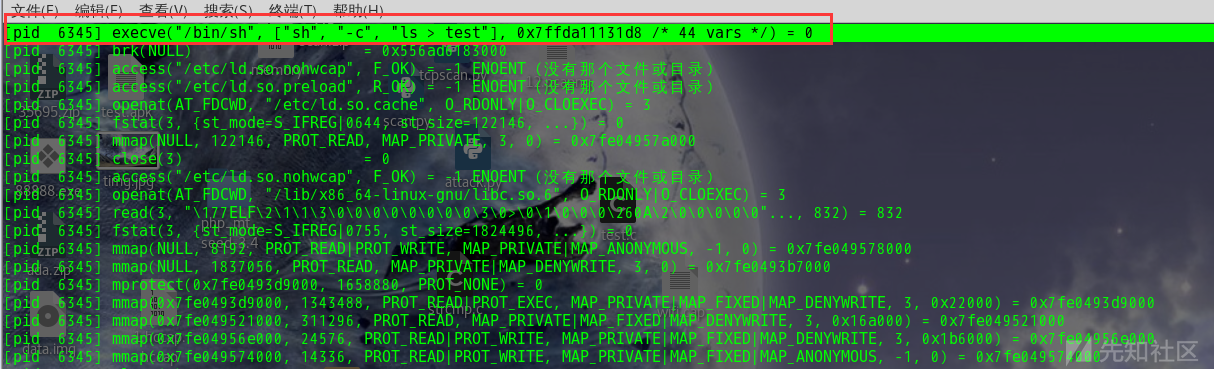 文件(F) 编辑(E) 查看(V) 搜索(S) 终端(T) 帮助(H)
[pid  6345] execve("/bin/sh", ["sh", "-c", "ls > test"], 0x7ffda11131d8 /* 44 vars */) = 0
[pid  6345] brk(NULL)                   = 0x556ad6183000
[pid  6345] access("/etc/ld.so.nohwcap", F_OK) = -1 ENOENT (没有那个文件或目录)
[pid  6345] access("/etc/ld.so.preload", R_OK) = -1 ENOENT (没有那个文件或目录)
[pid  6345] openat(AT_FDCWD, "/etc/ld.so.cache", O_RDONLY|O_CLOEXEC) = 3
[pid  6345] fstat(3, {st_mode=S_IFREG|0644, st_size=122146, ...}) = 0
[pid  6345] mmap(NULL, 122146, PROT_READ, MAP_PRIVATE, 3, 0) = 0x7fe04957a000
[pid  6345] close(3)                    = 0
[pid  6345] access("/etc/ld.so.nohwcap", F_OK) = -1 ENOENT (没有那个文件或目录)
[pid  6345] openat(AT_FDCWD, "/lib/x86_64-linux-gnu/libc.so.6", O_RDONLY|O_CLOEXEC) = 3
[pid  6345] read(3, "\177ELF\2\1\1\3\0\0\0\0\0\0\0\0\3\0>\0\1\0\0\0\260A\2\0\0\0\0\0"..., 832) = 832
[pid  6345] fstat(3, {st_mode=S_IFREG|0755, st_size=1824496, ...}) = 0
[pid  6345] mmap(NULL, 8192, PROT_READ|PROT_WRITE, MAP_PRIVATE|MAP_ANONYMOUS, -1, 0) = 0x7fe049578000
[pid  6345] mmap(NULL, 1837056, PROT_READ, MAP_PRIVATE|MAP_DENYWRITE, 3, 0) = 0x7fe0493b7000
[pid  6345] mprotect(0x7fe0493d9000, 1658880, PROT_NONE) = 0
[pid  6345] mmap(0x7fe0493d9000, 1343488, PROT_READ|PROT_EXEC, MAP_PRIVATE|MAP_FIXED|MAP_DENYWRITE, 3, 0x22000) = 0x7fe0493d9000
[pid  6345] mmap(0x7fe049521000, 311296, PROT_READ, MAP_PRIVATE|MAP_FIXED|MAP_DENYWRITE, 3, 0x16a000) = 0x7fe049521000
[pid  6345] mmap(0x7fe04956e000, 24576, PROT_READ|PROT_WRITE, MAP_PRIVATE|MAP_FIXED|MAP_DENYWRITE, 3, 0x1b6000) = 0x7fe04956e000
[pid  6345] mmap(0x7fe049574000, 14336, PROT_READ|PROT_WRITE, MAP_PRIVATE|MAP_FIXED|MAP_ANONYMOUS, -1, 0) = 0x7fe049574000
tcpscan.py
attack.py
timg.jpg
ada.zip
data.img
先知社区